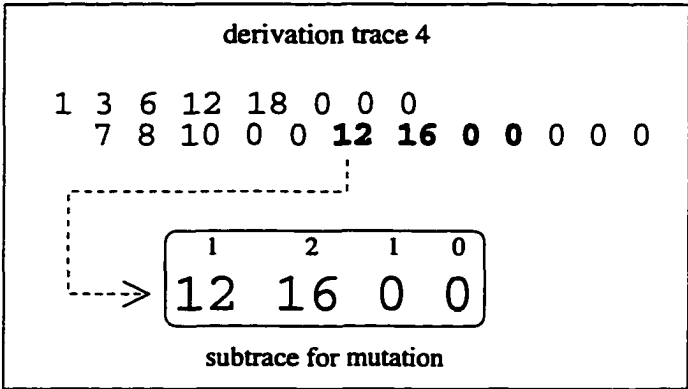 derivation trace 4
1 3 6 12 18 0 0 0
7 8 10 0 0 12 16 0 0 0 0 0
1 2 1 0
12 16 0 0
subtrace for mutation